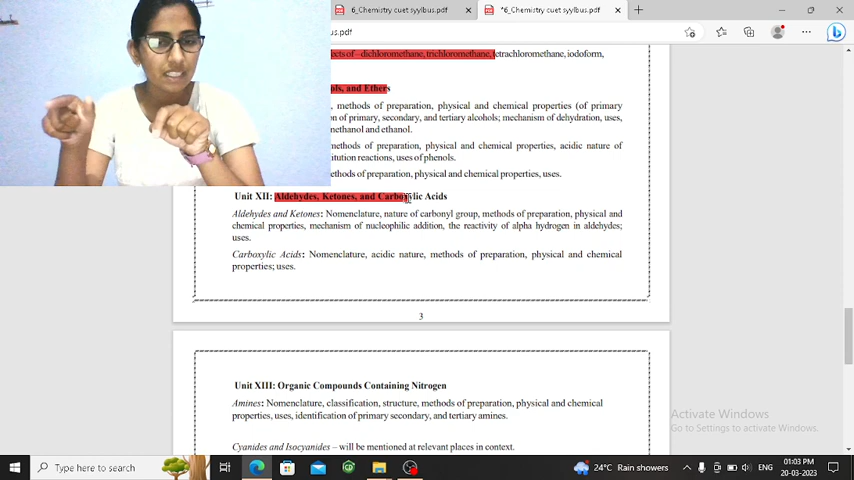 6_Chemistry cuet syylbus.pdf
*6_Chemistry cuet syylbus.pdf
us.pdf
ects of – dichloromethane, trichloromethane, tetrachloromethane, iodoform,
ols, and Ethers
, methods of preparation, physical and chemical properties (of primary
on of primary, secondary, and tertiary alcohols; mechanism of dehydration, uses,
methanol and ethanol.
methods of preparation, physical and chemical properties, acidic nature of
itution reactions, uses of phenols.
ethods of preparation, physical and chemical properties, uses.
Unit XII: Aldehydes, Ketones, and Carboxylic Acids
Aldehydes and Ketones: Nomenclature, nature of carbonyl group, methods of preparation, physical and
chemical properties, mechanism of nucleophilic addition, the reactivity of alpha hydrogen in aldehydes;
uses.
Carboxylic Acids: Nomenclature, acidic nature, methods of preparation, physical and chemical
properties; uses.
3
Unit XIII: Organic Compounds Containing Nitrogen
Amines: Nomenclature, classification, structure, methods of preparation, physical and chemical
properties, uses, identification of primary secondary, and tertiary amines.
Cyanides and Isocyanides – will be mentioned at relevant places in context.
Activate Windows
Go to Settings to activate Windows.
Type here to search
24°C Rain showers
ENG
01:03 PM
20-03-2023